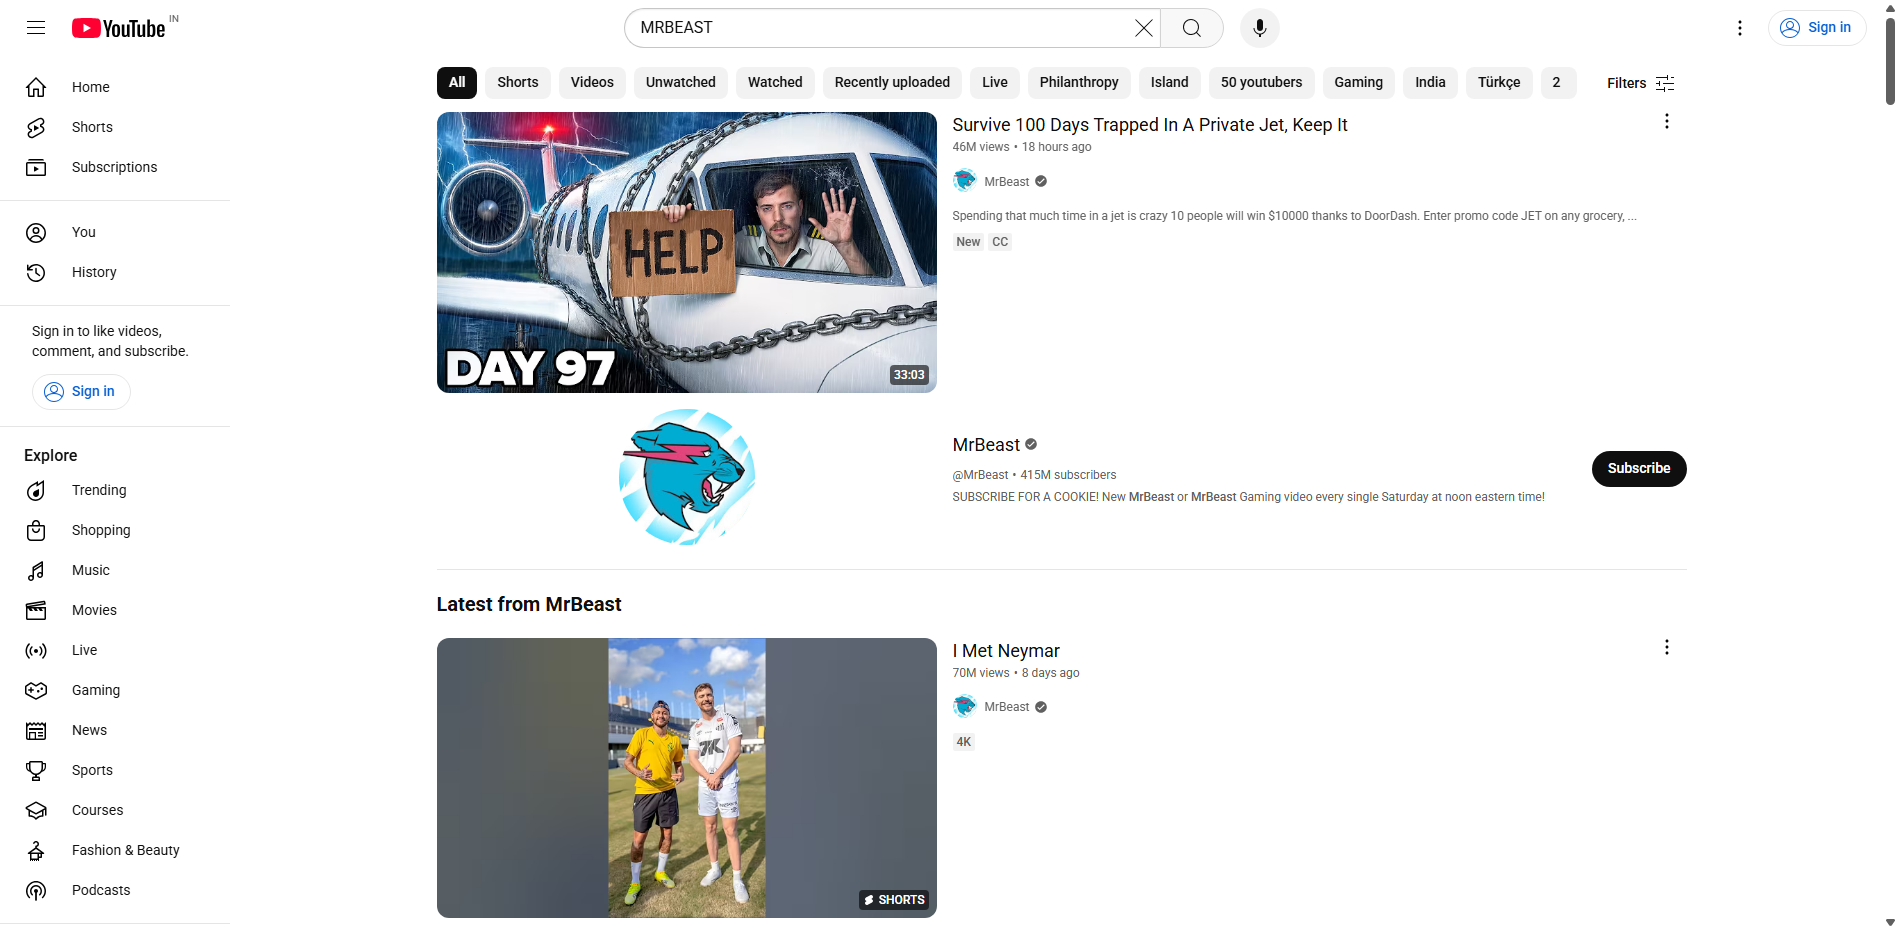 YouTube IN
MRBEAST
Sign in
Home
Shorts
Subscriptions
You
History
Sign in to like videos,
comment, and subscribe.
Sign in
Explore
Trending
Shopping
Music
Movies
Live
Gaming
News
Sports
Courses
Fashion & Beauty
Podcasts
All Shorts Videos Unwatched Watched Recently uploaded Live Philanthropy Island 50 youtubers Gaming India Türkçe 2 Filters
HELP
DAY 97
33:03
Survive 100 Days Trapped In A Private Jet, Keep It
46M views • 18 hours ago
MrBeast
Spending that much time in a jet is crazy 10 people will win $10000 thanks to DoorDash. Enter promo code JET on any grocery, ...
New CC
MrBeast
@MrBeast • 415M subscribers
SUBSCRIBE FOR A COOKIE! New MrBeast or MrBeast Gaming video every single Saturday at noon eastern time!
Subscribe
Latest from MrBeast
SHORTS
I Met Neymar
70M views • 8 days ago
MrBeast
4K